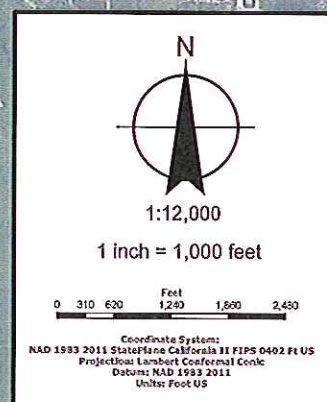 N
1:12,000
1 inch = 1,000 feet
Feet
0 310 620 1,240 1,860 2,480
Coordinate System:
NAD 1983 2011 StatePlane California II FIPS 0402 Ft US
Projection: Lambert Conformal Conic
Datum: NAD 1983 2011
Units: Foot US